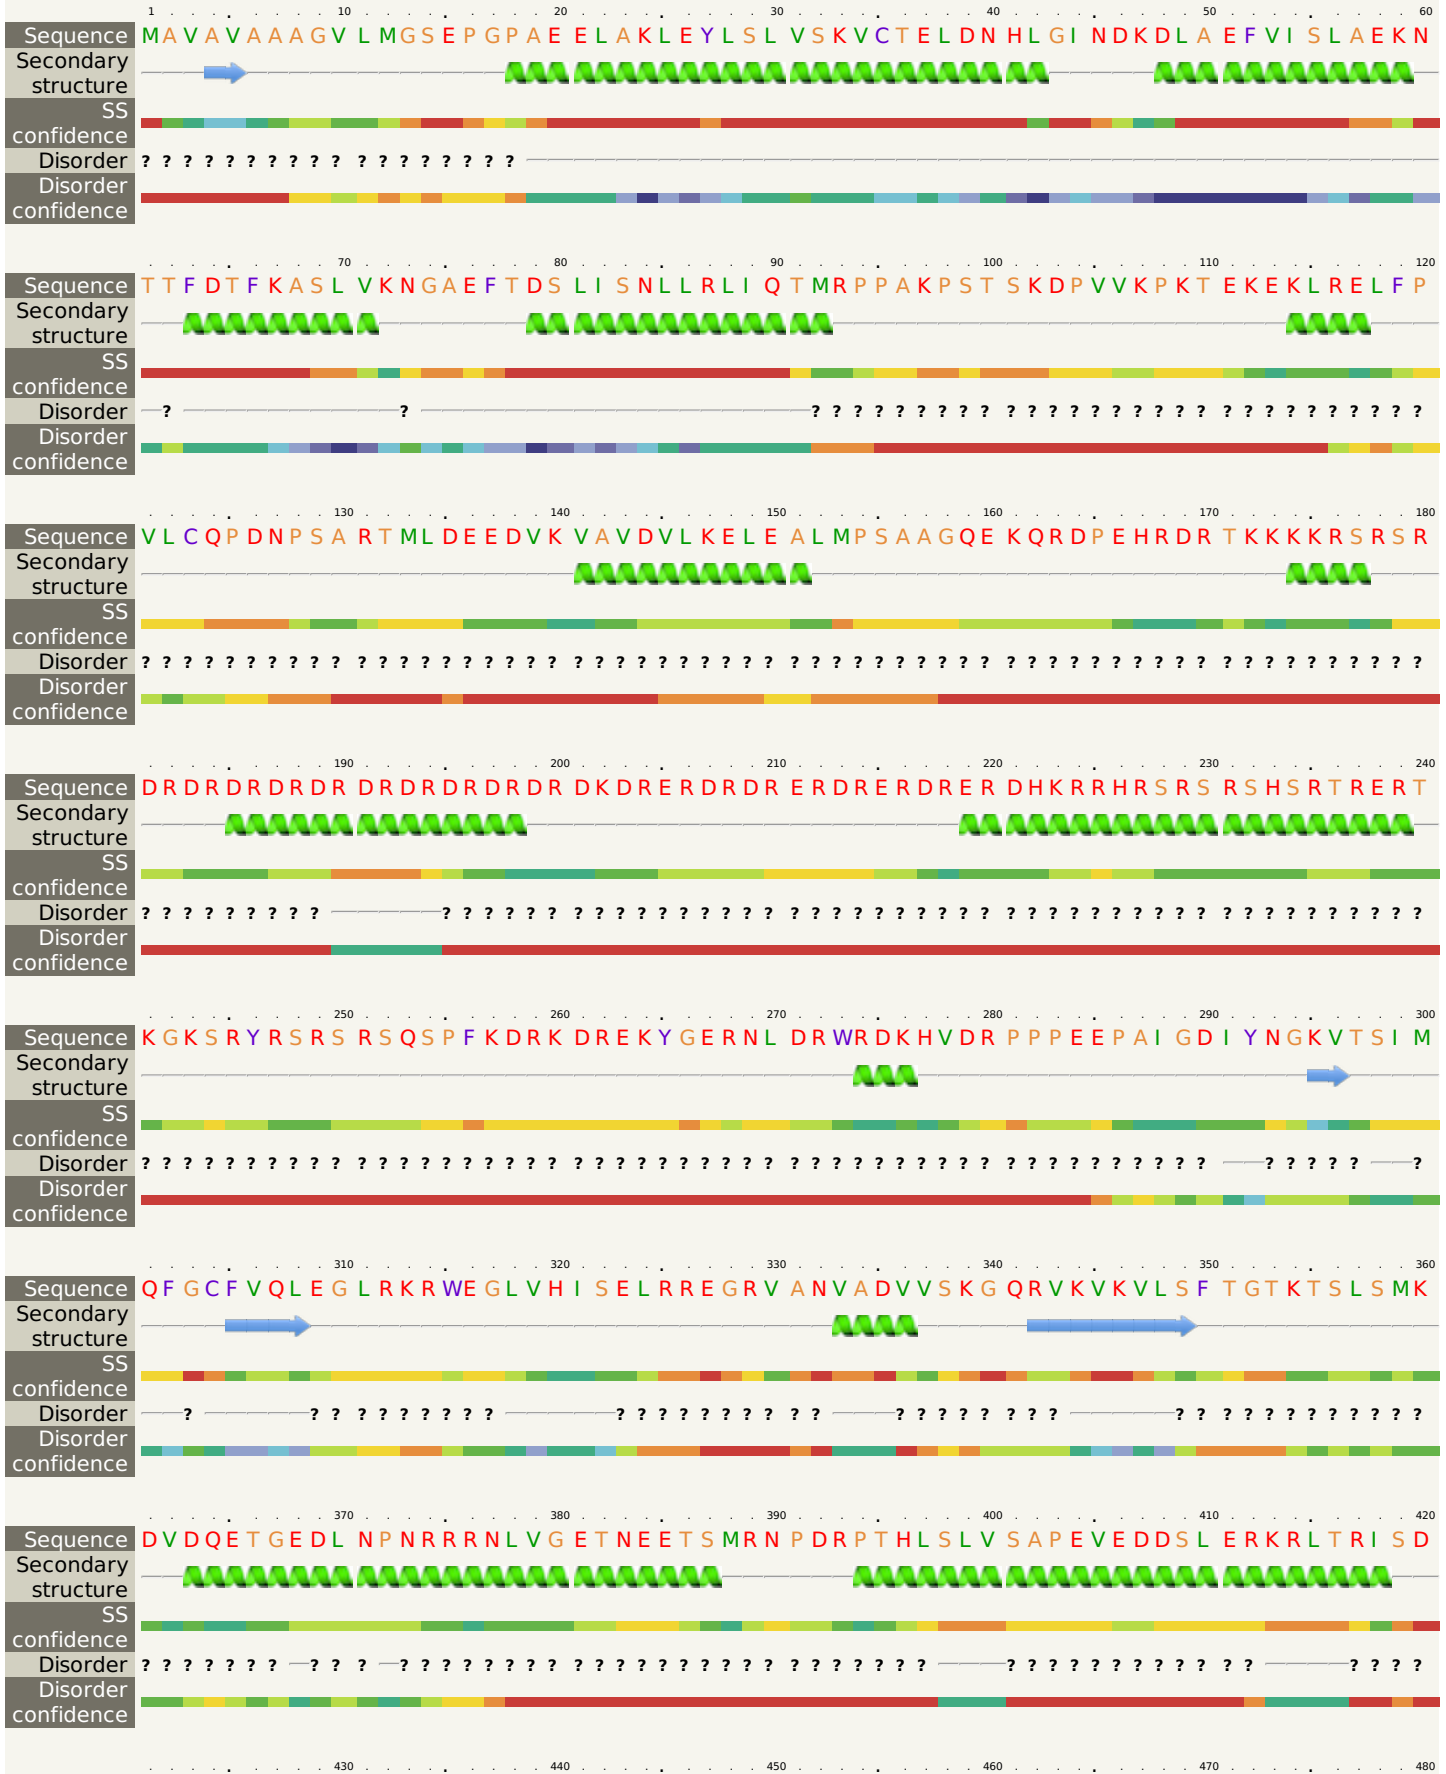 1 . . . 10 . . . . 20 . . . . 30 . . . . 40 . . . . 50 . . . . 60
Sequence MAVAVAAAGVLMGSEPGPAEELAKLEYLSLVSKVCTELDNHLGINDKDLAEFVISLAEKN
Secondary
structure
SS
confidence
Disorder ? ? ? ? ? ? ? ? ? ? ? ? ? ? ? ? ? ?
Disorder
confidence
70 80 90 100 110 120
Sequence TTFDTFKASLVKNGAEFTDSLISNLLRLIQTMRPPAKPSTSKDPVVKPKTEKEKLRELFP
Secondary
structure
SS
confidence
Disorder ? ? ? ? ? ? ? ? ? ? ? ? ? ? ? ? ? ? ? ? ? ? ? ? ? ? ? ? ? ? ?
Disorder
confidence
130 140 150 160 170 180
Sequence VLCQPDNPSARTMLDEEDVKVAVDVLKELEALMPSAAGQEKQRDPEHRDRTKKKKRSRSR
Secondary
structure
SS
confidence
Disorder ? ? ? ? ? ? ? ? ? ? ? ? ? ? ? ? ? ? ? ? ? ? ? ? ? ? ? ? ? ? ? ? ? ? ? ? ? ? ? ? ? ? ? ? ? ? ? ? ? ? ? ? ? ? ? ? ? ? ? ?
Disorder
confidence
190 200 210 220 230 240
Sequence DRDRDRDRDRDRDRDRDRDRDKDRERDRDRERDRERDRERDHKRRHRSRSRSHSRTRERT
Secondary
structure
SS
confidence
Disorder ? ? ? ? ? ? ? ? ? ? ? ? ? ? ? ? ? ? ? ? ? ? ? ? ? ? ? ? ? ? ? ? ? ? ? ? ? ? ? ? ? ? ? ? ? ? ? ? ? ? ? ? ? ? ?
Disorder
confidence
250 260 270 280 290 300
Sequence KGKSRYRSRSRSQSPFKDRKDREKYGERNLDRWRDKHVDRPPPEEPAIGDIYNGKVTSIM
Secondary
structure
SS
confidence
Disorder ? ? ? ? ? ? ? ? ? ? ? ? ? ? ? ? ? ? ? ? ? ? ? ? ? ? ? ? ? ? ? ? ? ? ? ? ? ? ? ? ? ? ? ? ? ? ? ? ? ? ? ? ? ? ? ?
Disorder
confidence
310 320 330 340 350 360
Sequence QFGCFVQLEGLRKRWEGLVHISELRREGRVANVADVVSKGQRVKVKVLSFTGTKTSLSMK
Secondary
structure
SS
confidence
Disorder ? ? ? ? ? ? ? ? ? ? ? ? ? ? ? ? ? ? ? ? ? ? ? ? ? ? ? ? ? ? ? ? ? ? ? ? ? ? ? ?
Disorder
confidence
370 380 390 400 410 420
Sequence DVDQETGEDLNPNRRRNLVGETNEETSMRNPDRPTHLSLVSAPEVEDDSLERKRLTRISD
Secondary
structure
SS
confidence
Disorder ? ? ? ? ? ? ? ? ? ? ? ? ? ? ? ? ? ? ? ? ? ? ? ? ? ? ? ? ? ? ? ? ? ? ? ? ? ? ? ? ? ? ? ? ? ? ? ? ? ? ?
Disorder
confidence
430 440 450 460 470 480